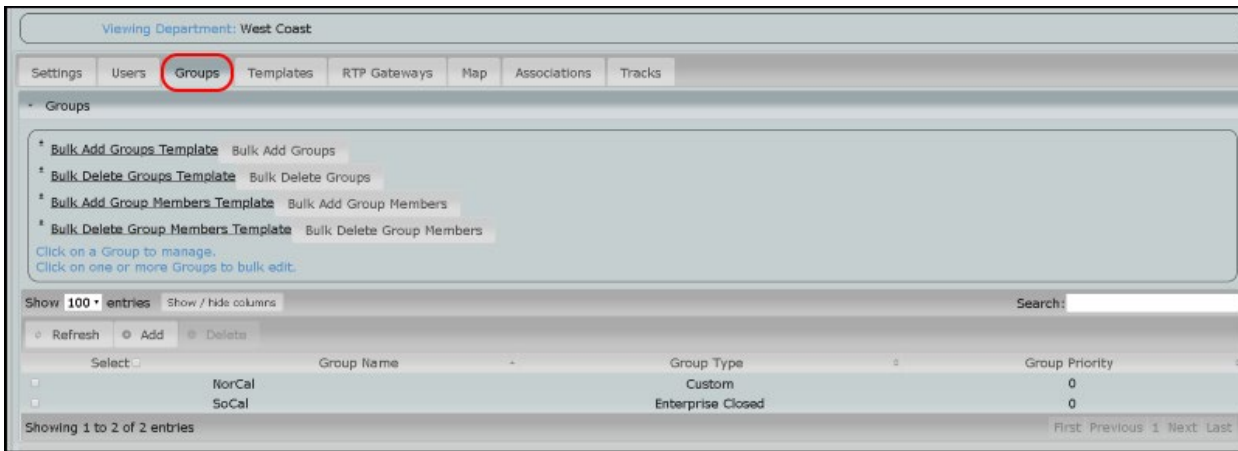 Viewing Department: West Coast
Settings Users Groups Templates RTP Gateways Map Associations Tracks
- Groups
* Bulk Add Groups Template Bulk Add Groups
* Bulk Delete Groups Template Bulk Delete Groups
* Bulk Add Group Members Template Bulk Add Group Members
* Bulk Delete Group Members Template Bulk Delete Group Members
Click on a Group to manage.
Click on one or more Groups to bulk edit.
Show 100 entries Show / hide columns Search:
Refresh Add Delete
Select Group Name Group Type Group Priority
NorCal Custom 0
SoCal Enterprise Closed 0
Showing 1 to 2 of 2 entries First Previous 1 Next Last